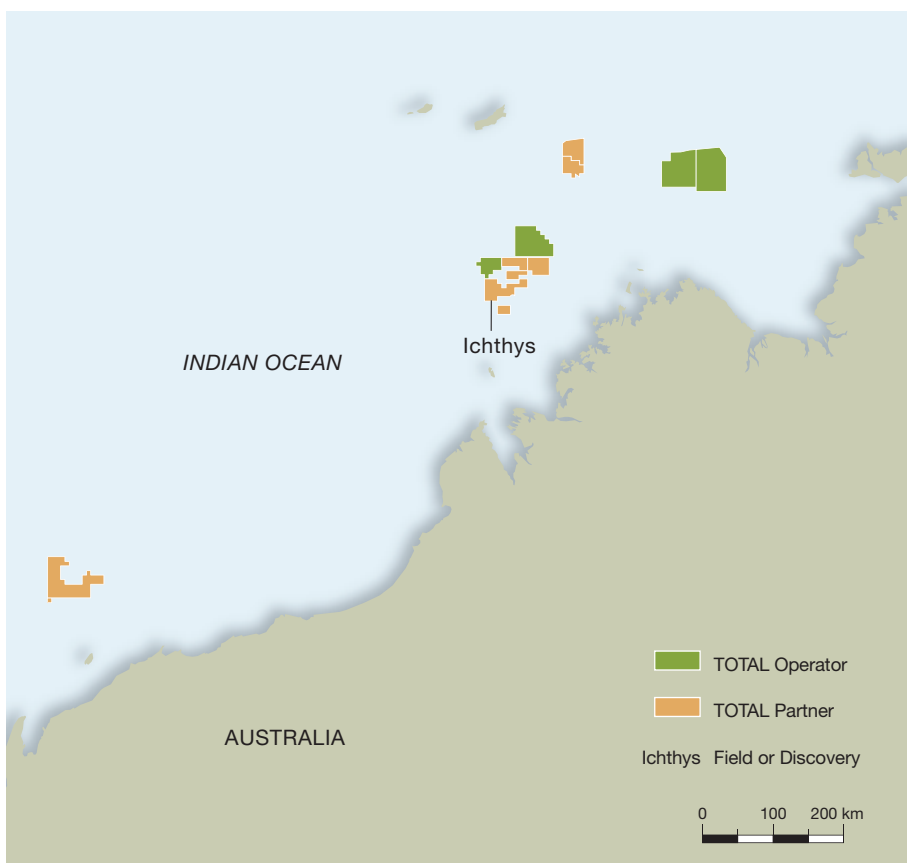 Ichthys
INDIAN OCEAN
TOTAL Operator
TOTAL Partner
AUSTRALIA
Ichthys Field or Discovery
0 100 200 km